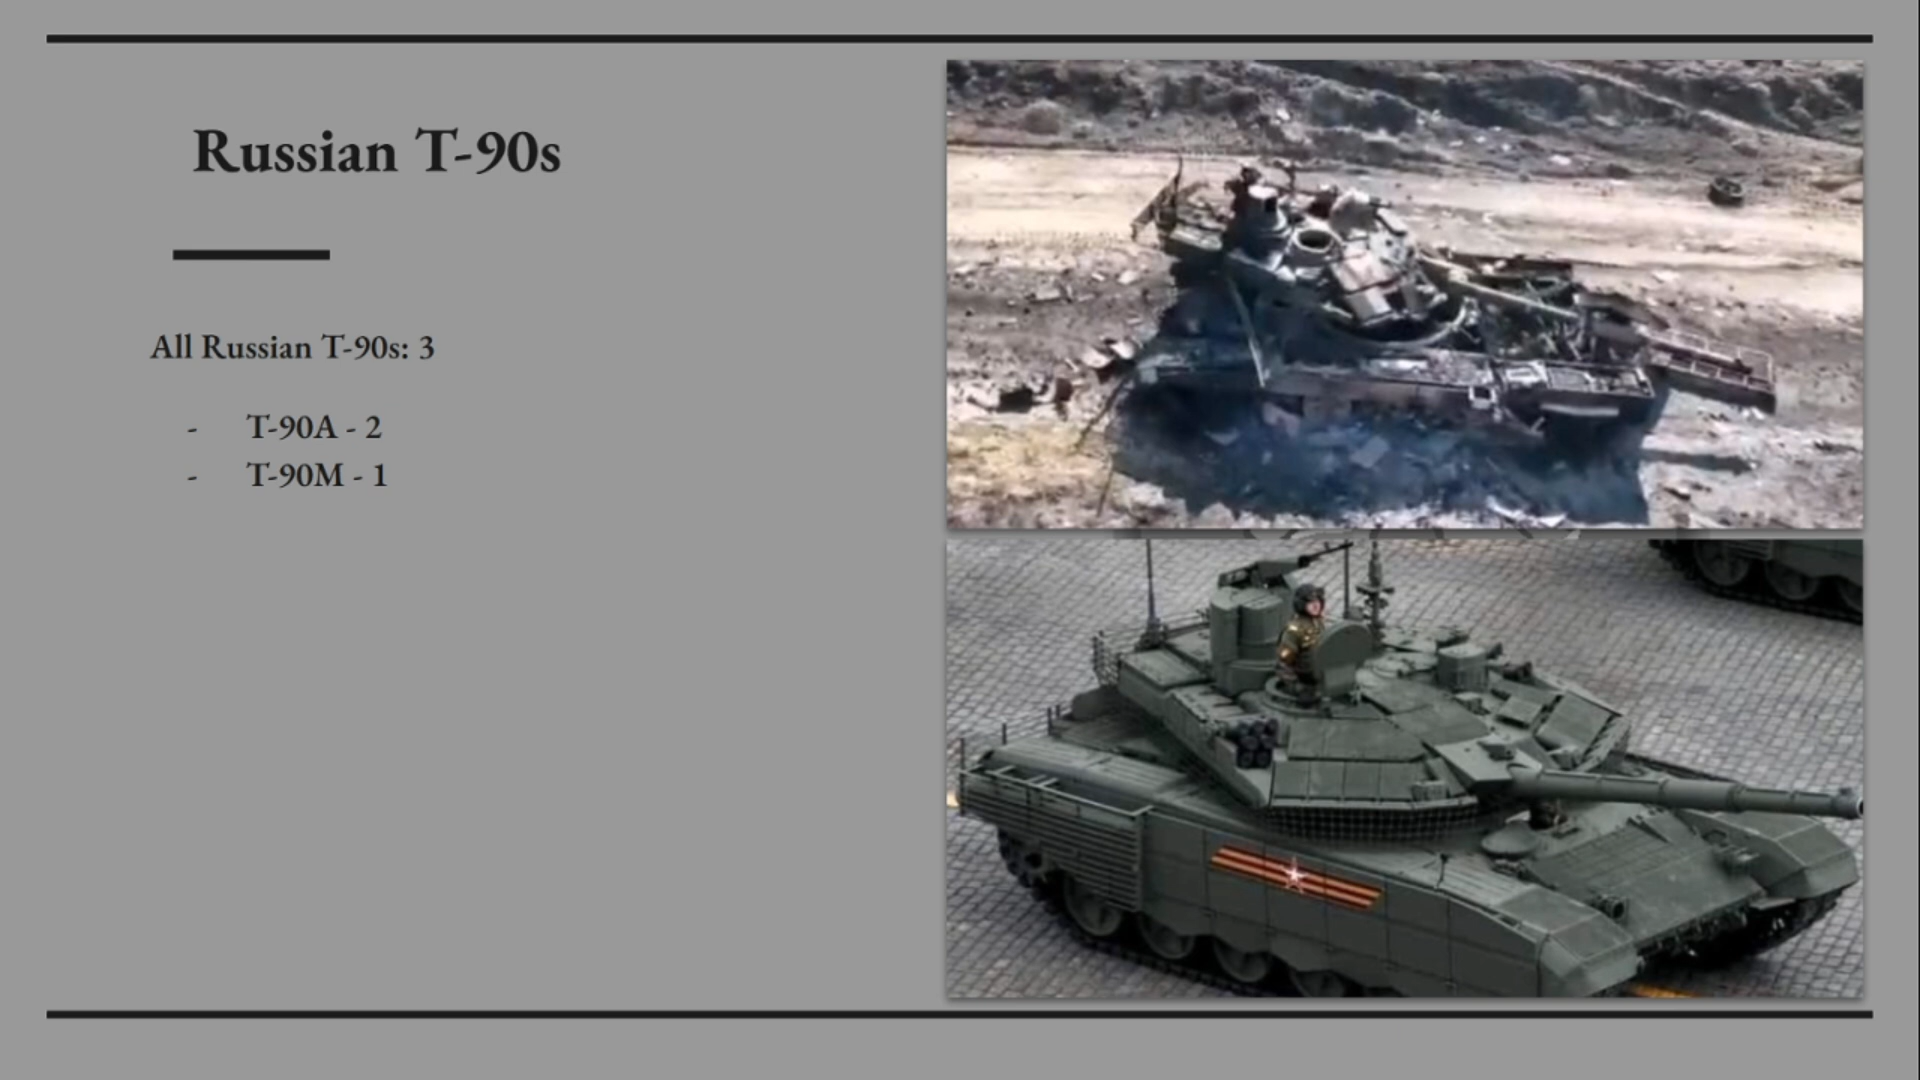 Russian T-90s
All Russian T-90s: 3
- T-90A - 2
- T-90M - 1